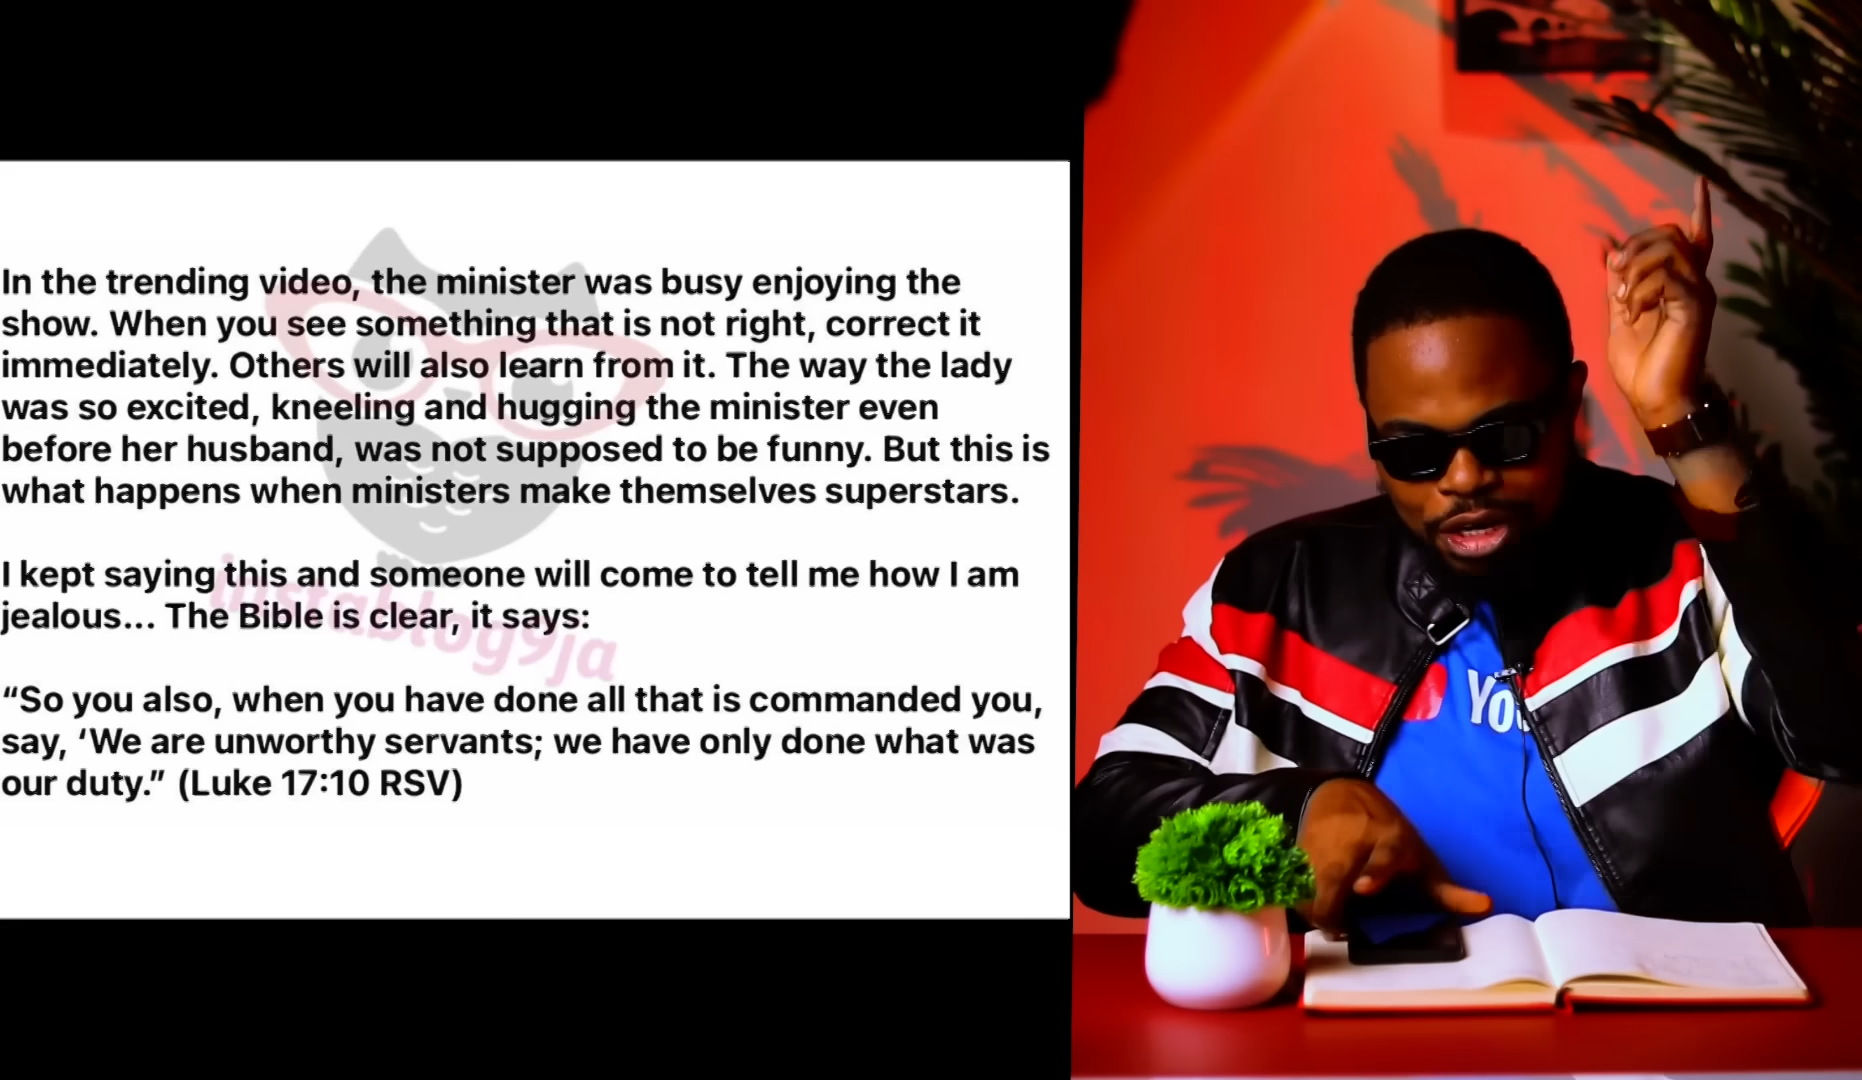 In the trending video, the minister was busy enjoying the
show. When you see something that is not right, correct it
immediately. Others will also learn from it. The way the lady
was so excited, kneeling and hugging the minister even
before her husband, was not supposed to be funny. But this is
what happens when ministers make themselves superstars.
I kept saying this and someone will come to tell me how I am
jealous... The Bible is clear, it says:
“So you also, when you have done all that is commanded you,
say, ‘We are unworthy servants; we have only done what was
our duty.” (Luke 17:10 RSV)
instablog9ja